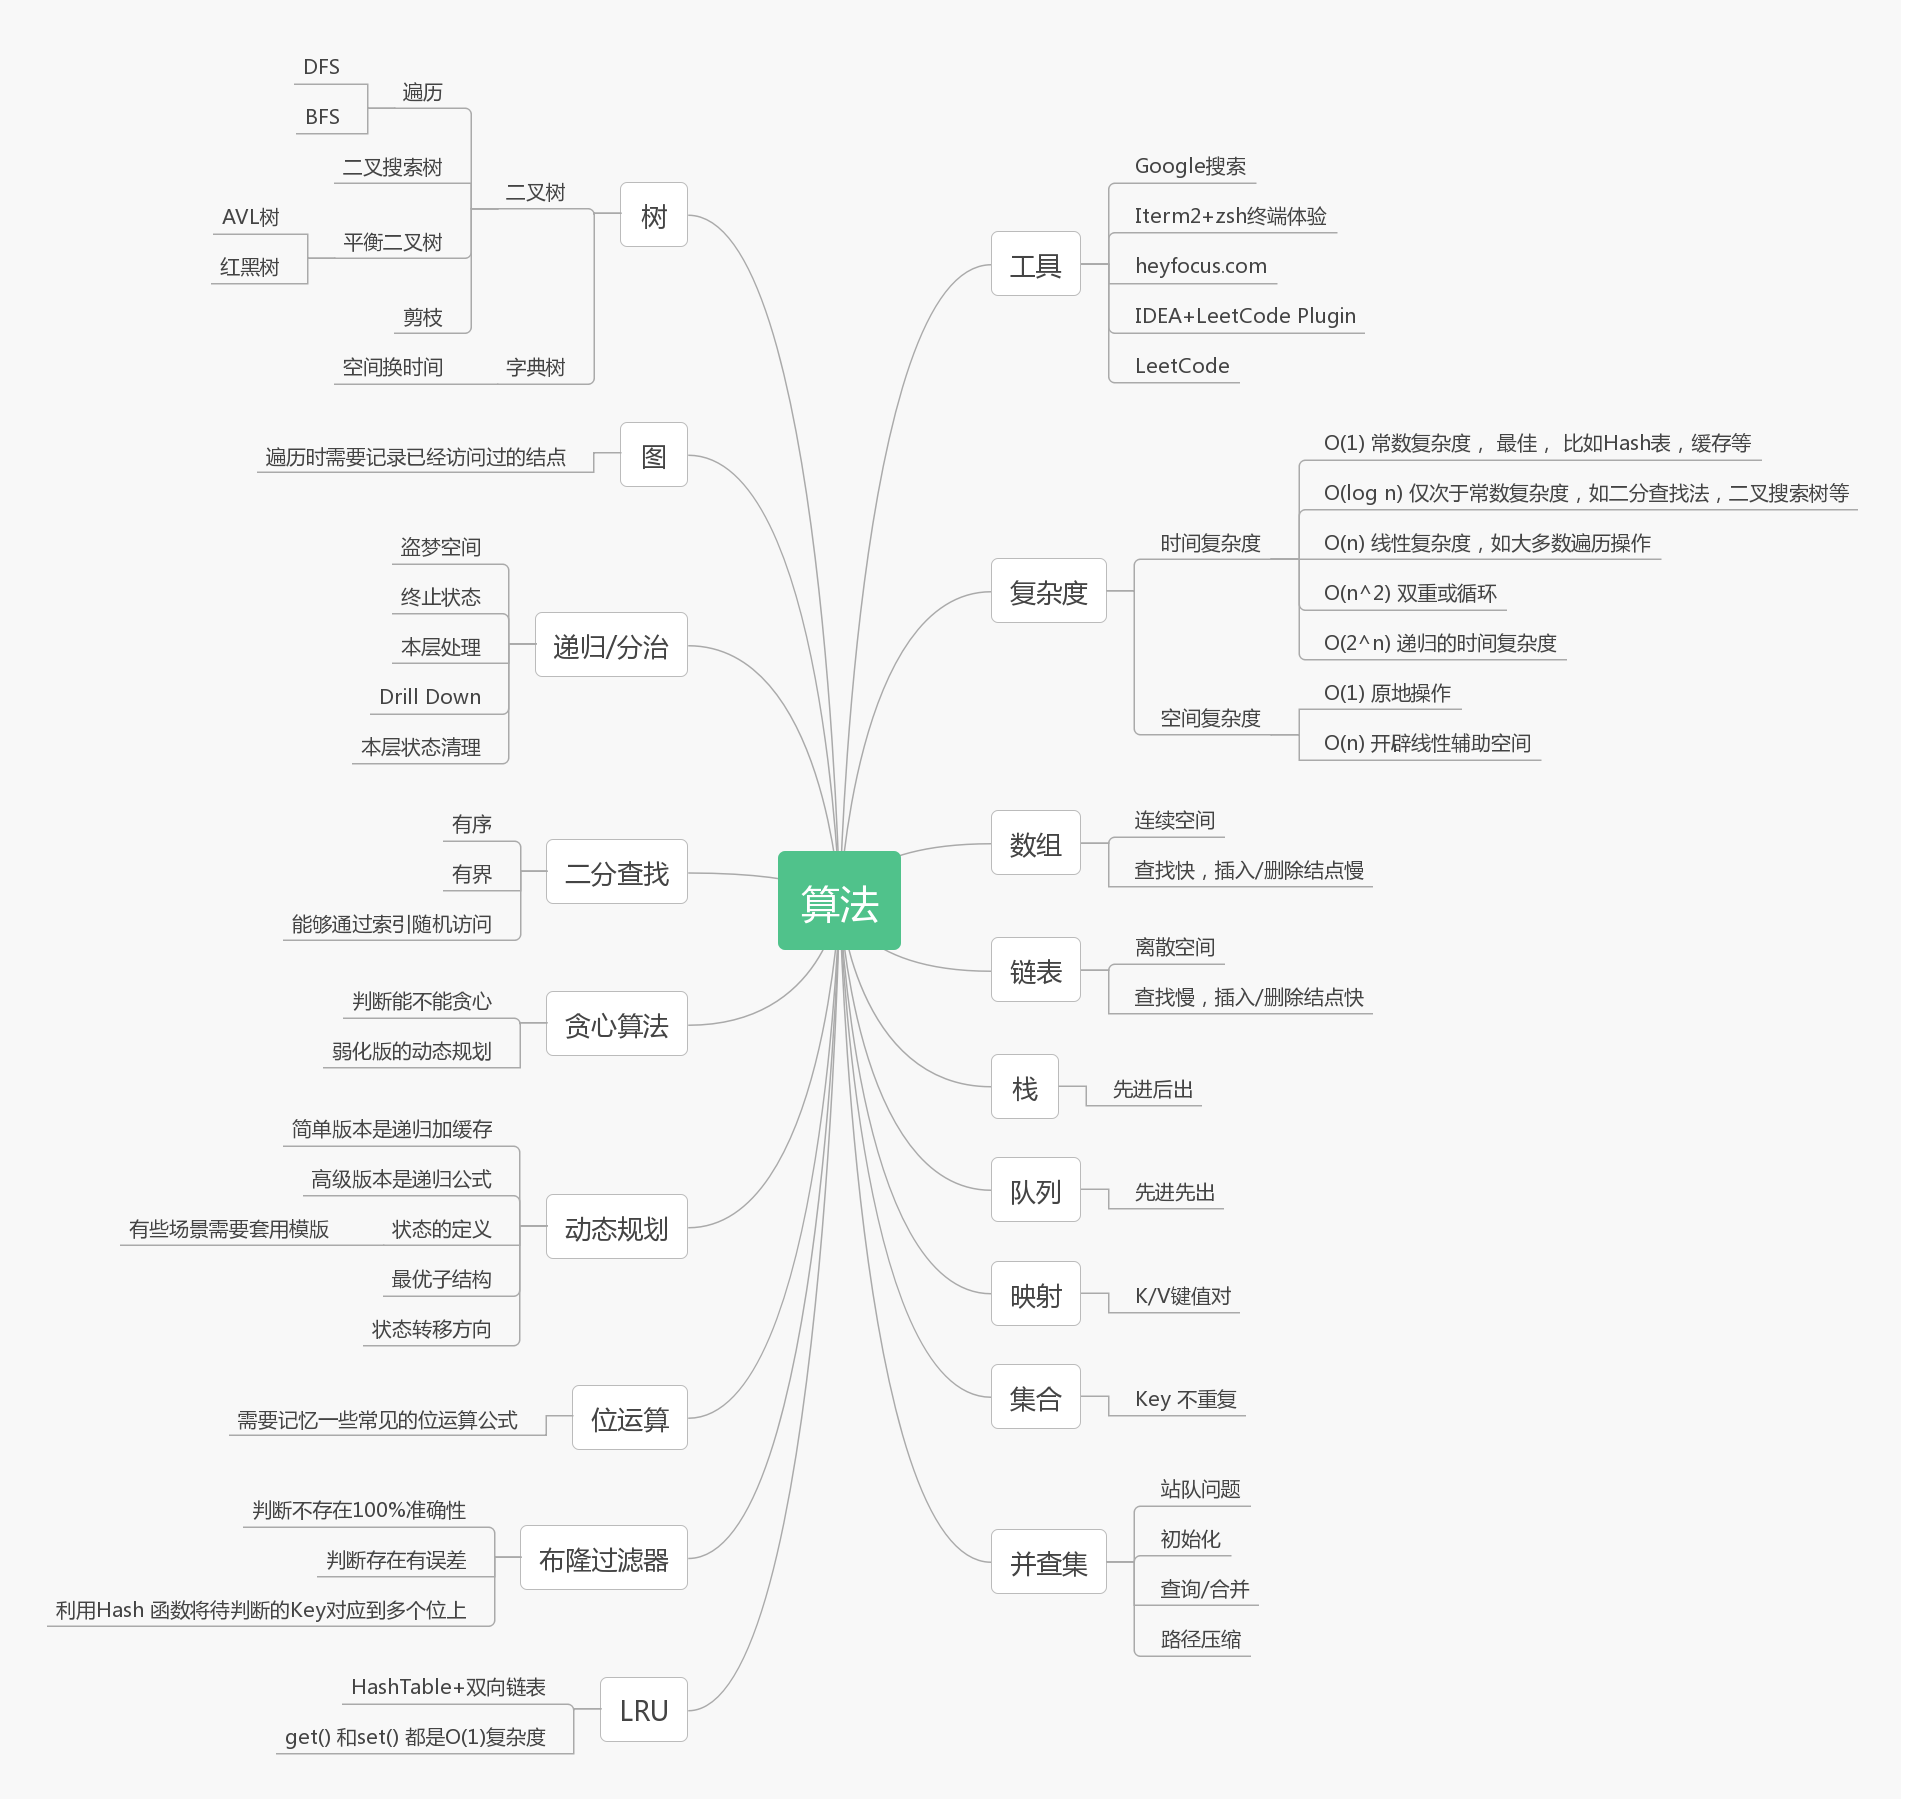 算法
工具
Google搜索
Iterm2+zsh终端体验
heyfocus.com
IDEA+LeetCode Plugin
LeetCode
复杂度
时间复杂度
O(1) 常数复杂度， 最佳， 比如Hash表，缓存等
O(log n) 仅次于常数复杂度，如二分查找法，二叉搜索树等
O(n) 线性复杂度，如大多数遍历操作
O(n^2) 双重或循环
O(2^n) 递归的时间复杂度
空间复杂度
O(1) 原地操作
O(n) 开辟线性辅助空间
数组
连续空间
查找快，插入/删除结点慢
链表
离散空间
查找慢，插入/删除结点快
栈
先进后出
队列
先进先出
映射
K/V键值对
集合
Key 不重复
并查集
站队问题
初始化
查询/合并
路径压缩
树
二叉树
遍历
DFS
BFS
二叉搜索树
平衡二叉树
AVL树
红黑树
剪枝
字典树
空间换时间
图
遍历时需要记录已经访问过的结点
递归/分治
盗梦空间
终止状态
本层处理
Drill Down
本层状态清理
二分查找
有序
有界
能够通过索引随机访问
贪心算法
判断能不能贪心
弱化版的动态规划
动态规划
简单版本是递归加缓存
高级版本是递归公式
状态的定义
有些场景需要套用模版
最优子结构
状态转移方向
位运算
需要记忆一些常见的位运算公式
布隆过滤器
判断不存在100%准确性
判断存在有误差
利用Hash 函数将待判断的Key对应到多个位上
LRU
HashTable+双向链表
get() 和set() 都是O(1)复杂度